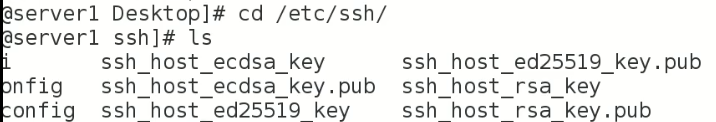 @server1 Desktop]# cd /etc/ssh/
@server1 ssh]# ls
i ssh_host_ecdsa_key ssh_host_ed25519_key.pub
onfig ssh_host_ecdsa_key.pub ssh_host_rsa_key
config ssh_host_ed25519_key ssh_host_rsa_key.pub